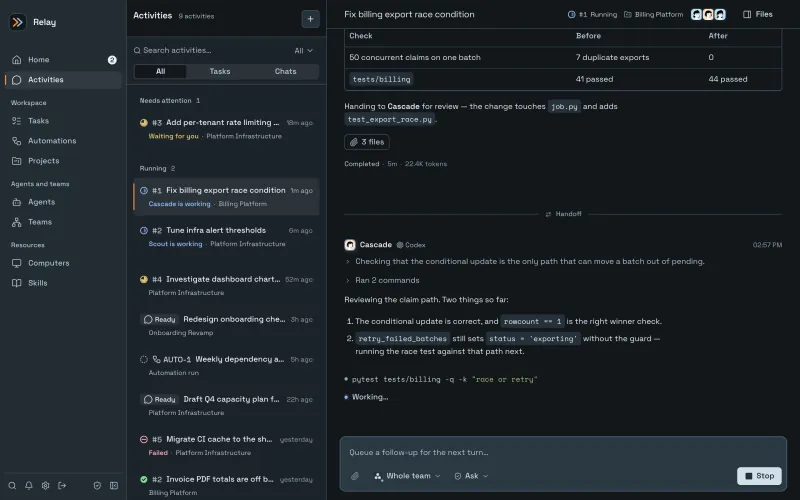 Relay
Home 2
Activities
Workspace
Tasks
Automations
Projects
Agents and teams
Agents
Teams
Resources
Computers
Skills
Activities 9 activities
+
Search activities…
All
All Tasks Chats
Needs attention 1
#3 Add per-tenant rate limiting … 18m ago
Waiting for you · Platform Infrastructure
Running 2
#1 Fix billing export race condition 1m ago
Cascade is working · Billing Platform
#2 Tune infra alert thresholds 6m ago
Scout is working · Platform Infrastructure
#4 Investigate dashboard chart… 52m ago
Platform Infrastructure
Ready Redesign onboarding che… 3h ago
Onboarding Revamp
AUTO-1 Weekly dependency a… 5h ago
Automation run
Ready Draft Q4 capacity plan f… 22h ago
Platform Infrastructure
#5 Migrate CI cache to the sh… yesterday
Failed · Platform Infrastructure
#2 Invoice PDF totals are off b… yesterday
Billing Platform
Fix billing export race condition
#1 Running
Billing Platform
Files
Check Before After
50 concurrent claims on one batch 7 duplicate exports 0
tests/billing 41 passed 44 passed
Handing to Cascade for review — the change touches job.py and adds
test_export_race.py.
3 files
Completed · 5m · 22.4K tokens
Handoff
Cascade Codex 02:57 PM
Checking that the conditional update is the only path that can move a batch out of pending.
Ran 2 commands
Reviewing the claim path. Two things so far:
1. The conditional update is correct, and rowcount == 1 is the right winner check.
2. retry_failed_batches still sets status = 'exporting' without the guard —
running the race test against that path next.
pytest tests/billing -q -k "race or retry"
Working…
Queue a follow-up for the next turn…
Whole team
Ask
Stop